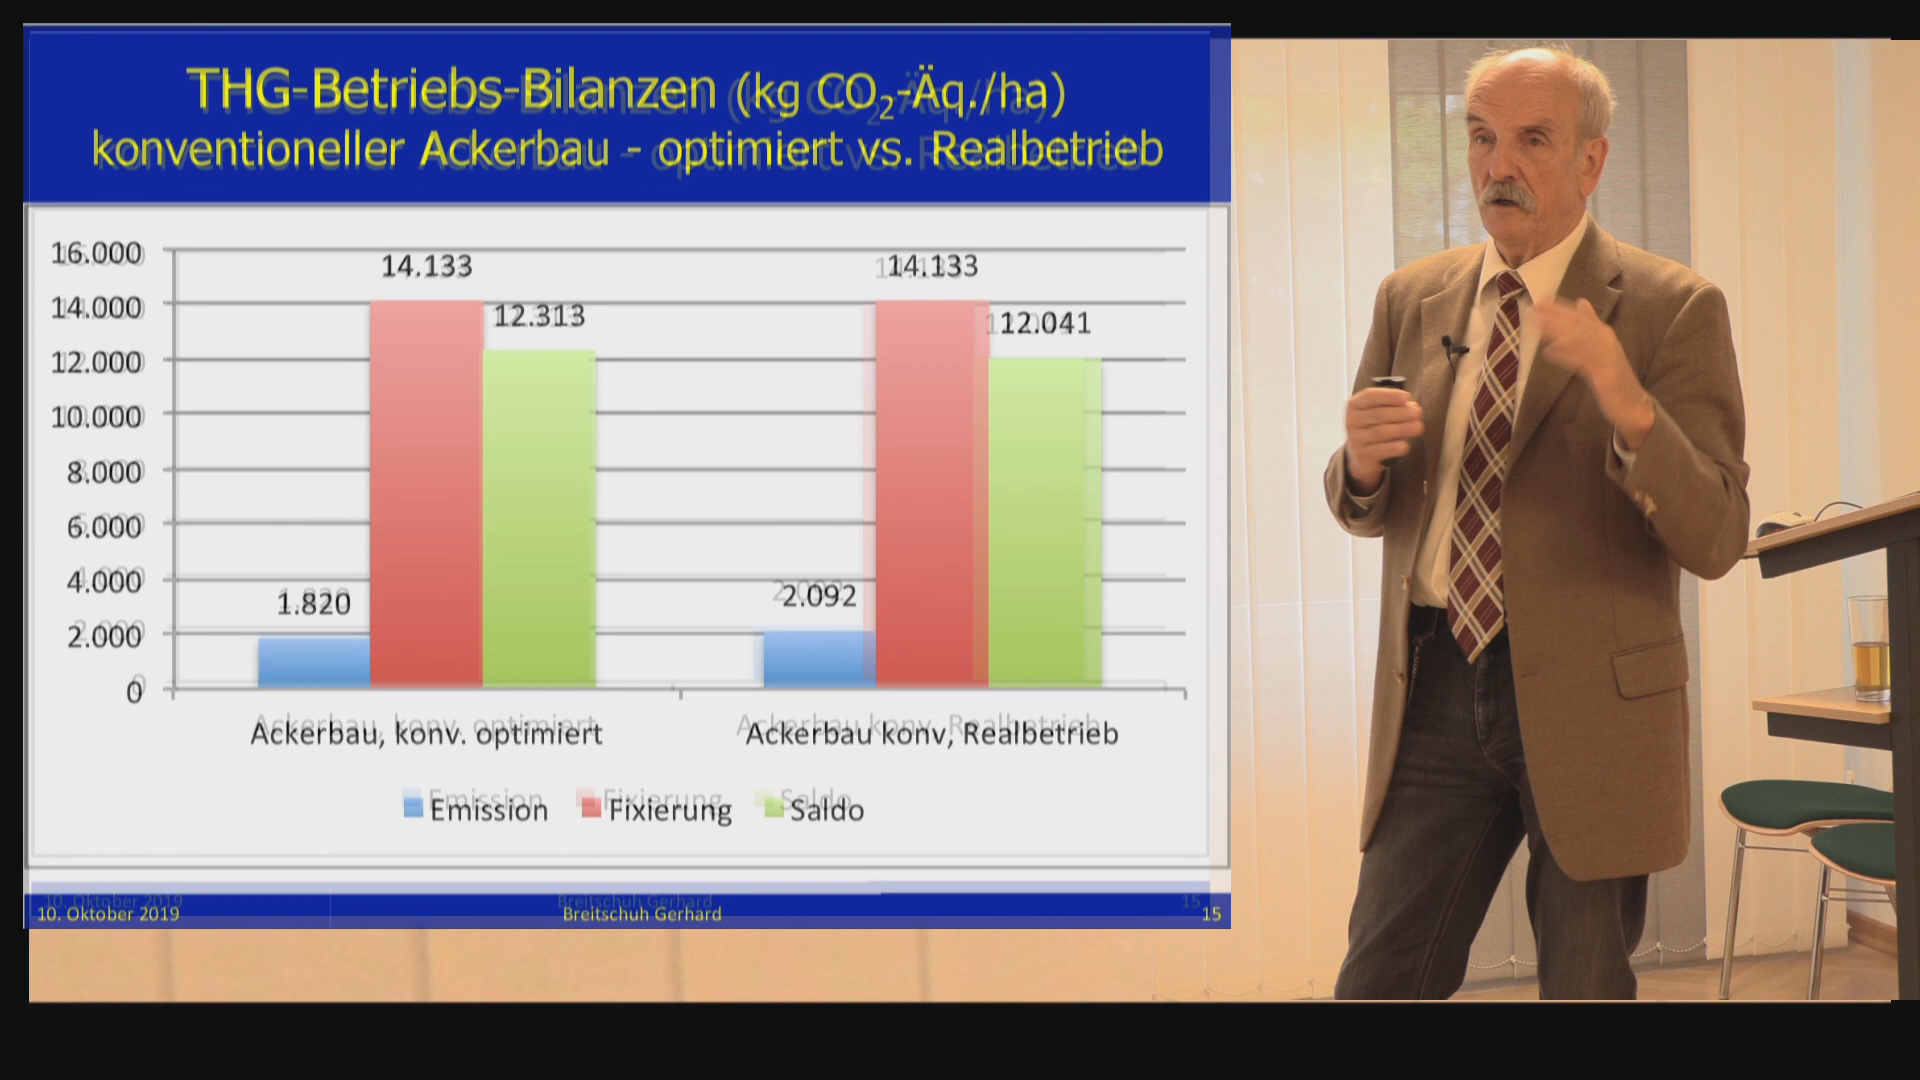 THG-Betriebs-Bilanzen (kg CO₂-Äq./ha)
konventioneller Ackerbau - optimiert vs. Realbetrieb
16.000
14.000
12.000
10.000
8.000
6.000
4.000
2.000
0
1.820
14.133
12.313
2.092
14.133
12.041
Ackerbau, konv. optimiert
Ackerbau konv, Realbetrieb
Emission
Fixierung
Saldo
10. Oktober 2019
Breitschuh Gerhard
15